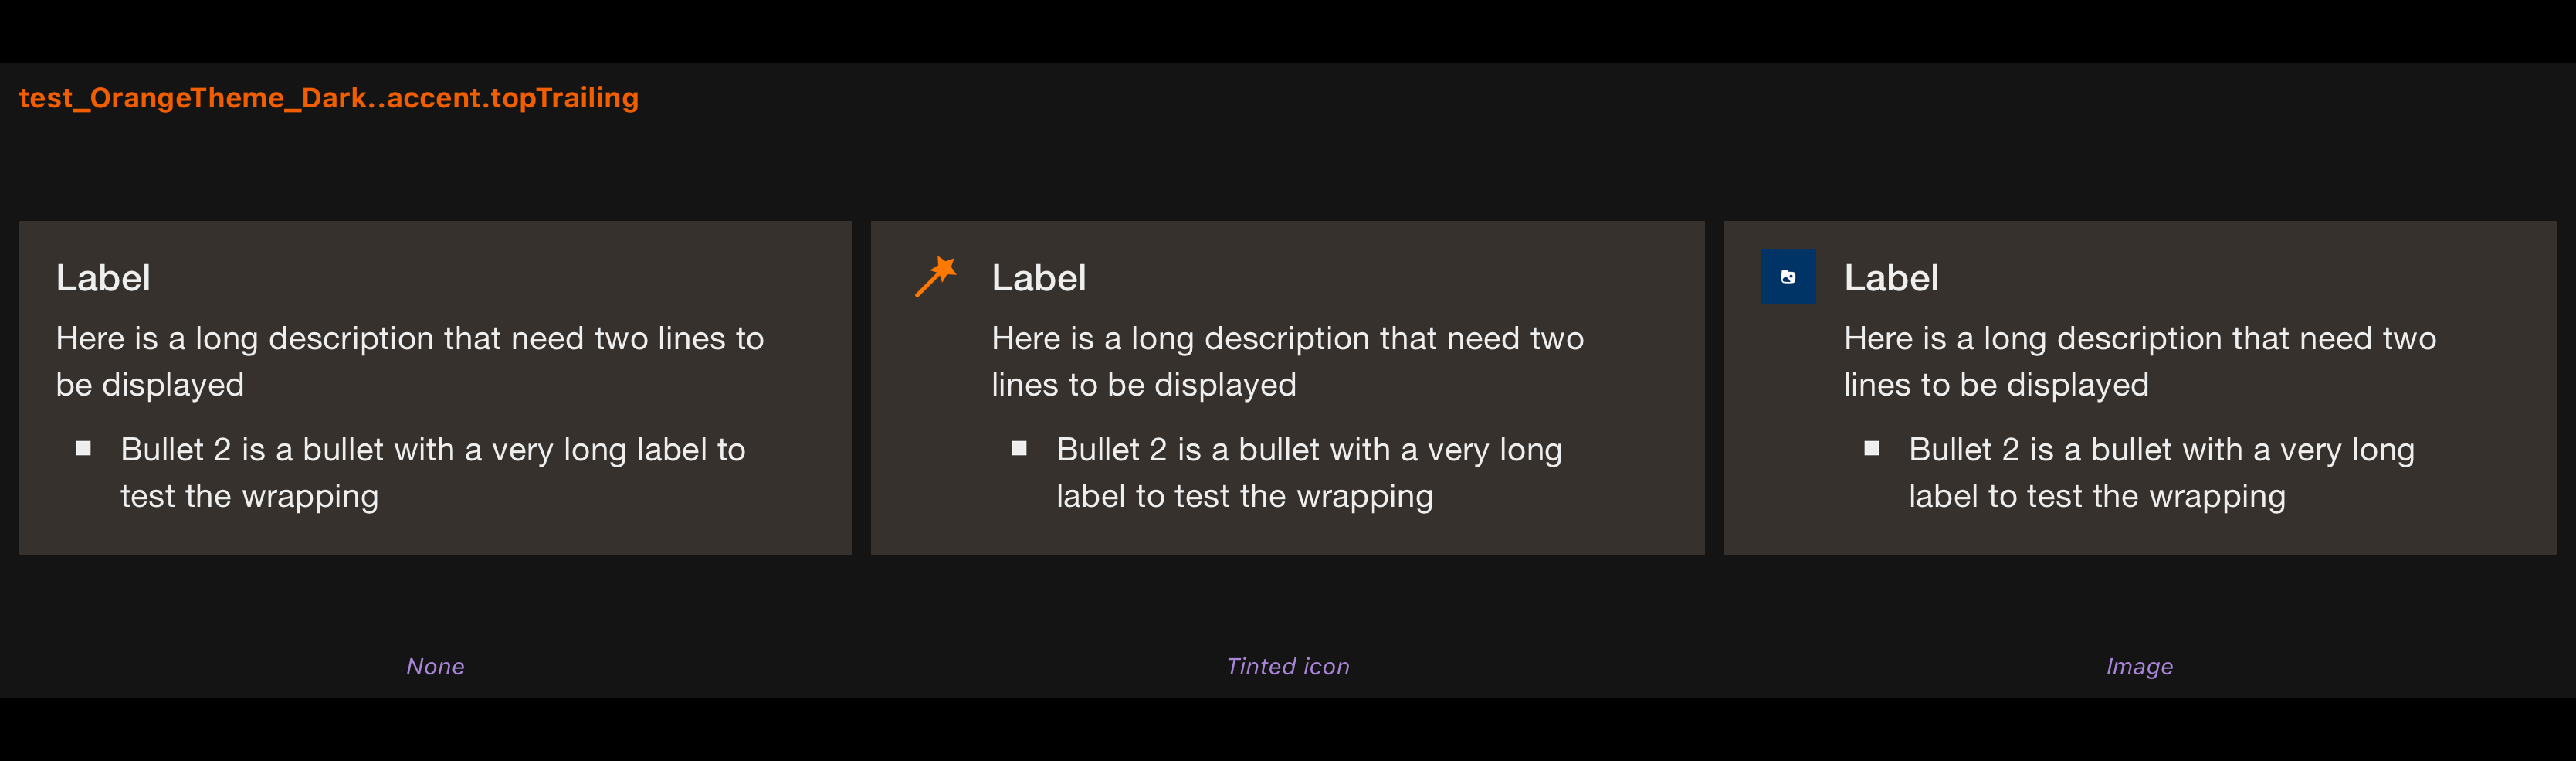 test_OrangeTheme_Dark..accent.topTrailing
Label
Here is a long description that need two lines to
be displayed
Bullet 2 is a bullet with a very long label to
test the wrapping
None
Label
Here is a long description that need two
lines to be displayed
Bullet 2 is a bullet with a very long
label to test the wrapping
Tinted icon
Label
Here is a long description that need two
lines to be displayed
Bullet 2 is a bullet with a very long
label to test the wrapping
Image